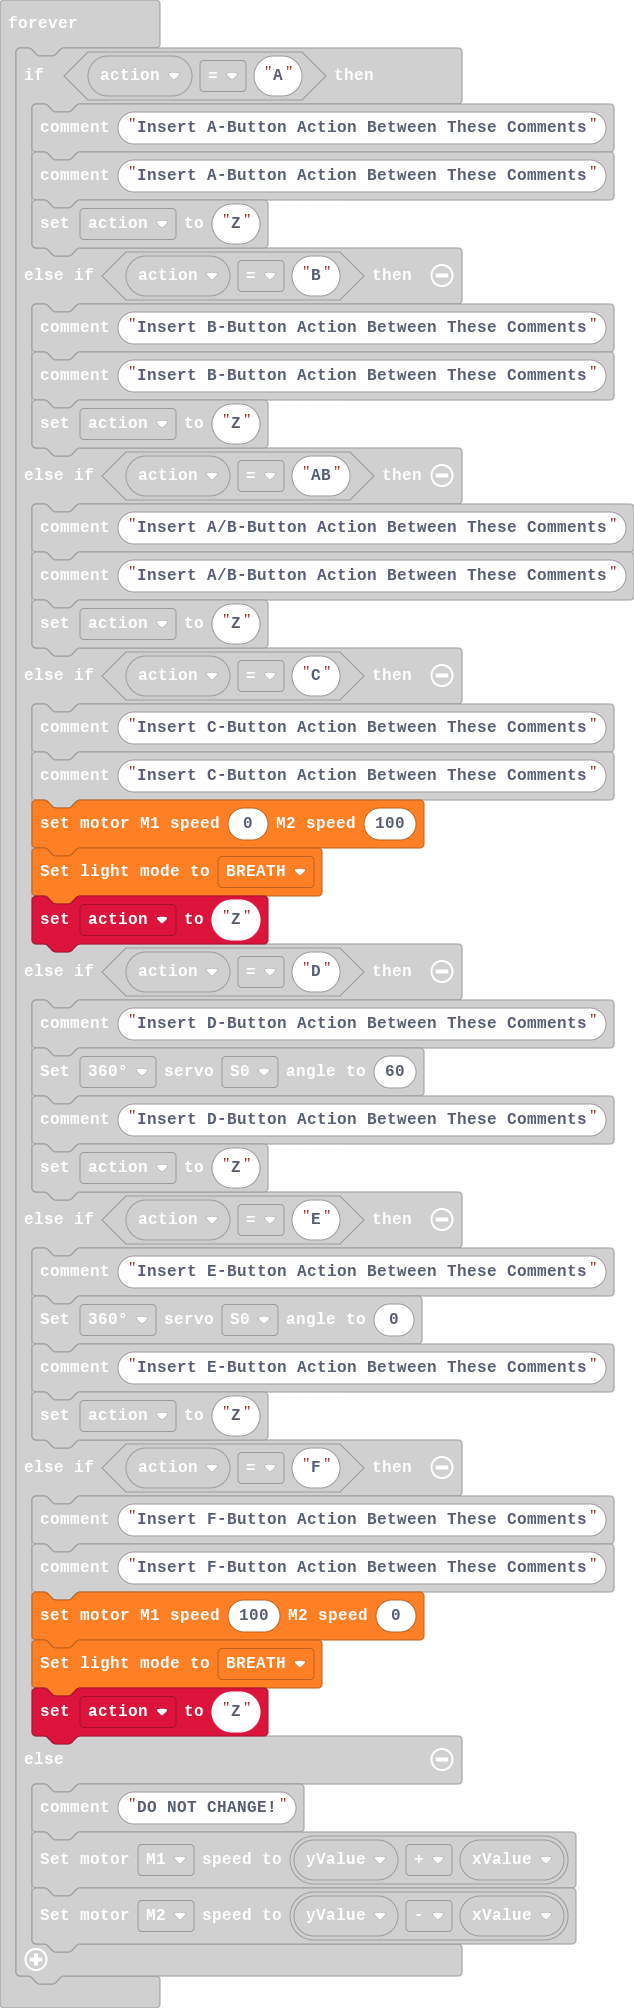 forever
if action = "A" then
comment "Insert A-Button Action Between These Comments"
comment "Insert A-Button Action Between These Comments"
set action to "Z"
else if action = "B" then
comment "Insert B-Button Action Between These Comments"
comment "Insert B-Button Action Between These Comments"
set action to "Z"
else if action = "AB" then
comment "Insert A/B-Button Action Between These Comments"
comment "Insert A/B-Button Action Between These Comments"
set action to "Z"
else if action = "C" then
comment "Insert C-Button Action Between These Comments"
comment "Insert C-Button Action Between These Comments"
set motor M1 speed 0 M2 speed 100
Set light mode to BREATH
set action to "Z"
else if action = "D" then
comment "Insert D-Button Action Between These Comments"
Set 360° servo S0 angle to 60
comment "Insert D-Button Action Between These Comments"
set action to "Z"
else if action = "E" then
comment "Insert E-Button Action Between These Comments"
Set 360° servo S0 angle to 0
comment "Insert E-Button Action Between These Comments"
set action to "Z"
else if action = "F" then
comment "Insert F-Button Action Between These Comments"
comment "Insert F-Button Action Between These Comments"
set motor M1 speed 100 M2 speed 0
Set light mode to BREATH
set action to "Z"
else
comment "DO NOT CHANGE!"
Set motor M1 speed to yValue + xValue
Set motor M2 speed to yValue - xValue